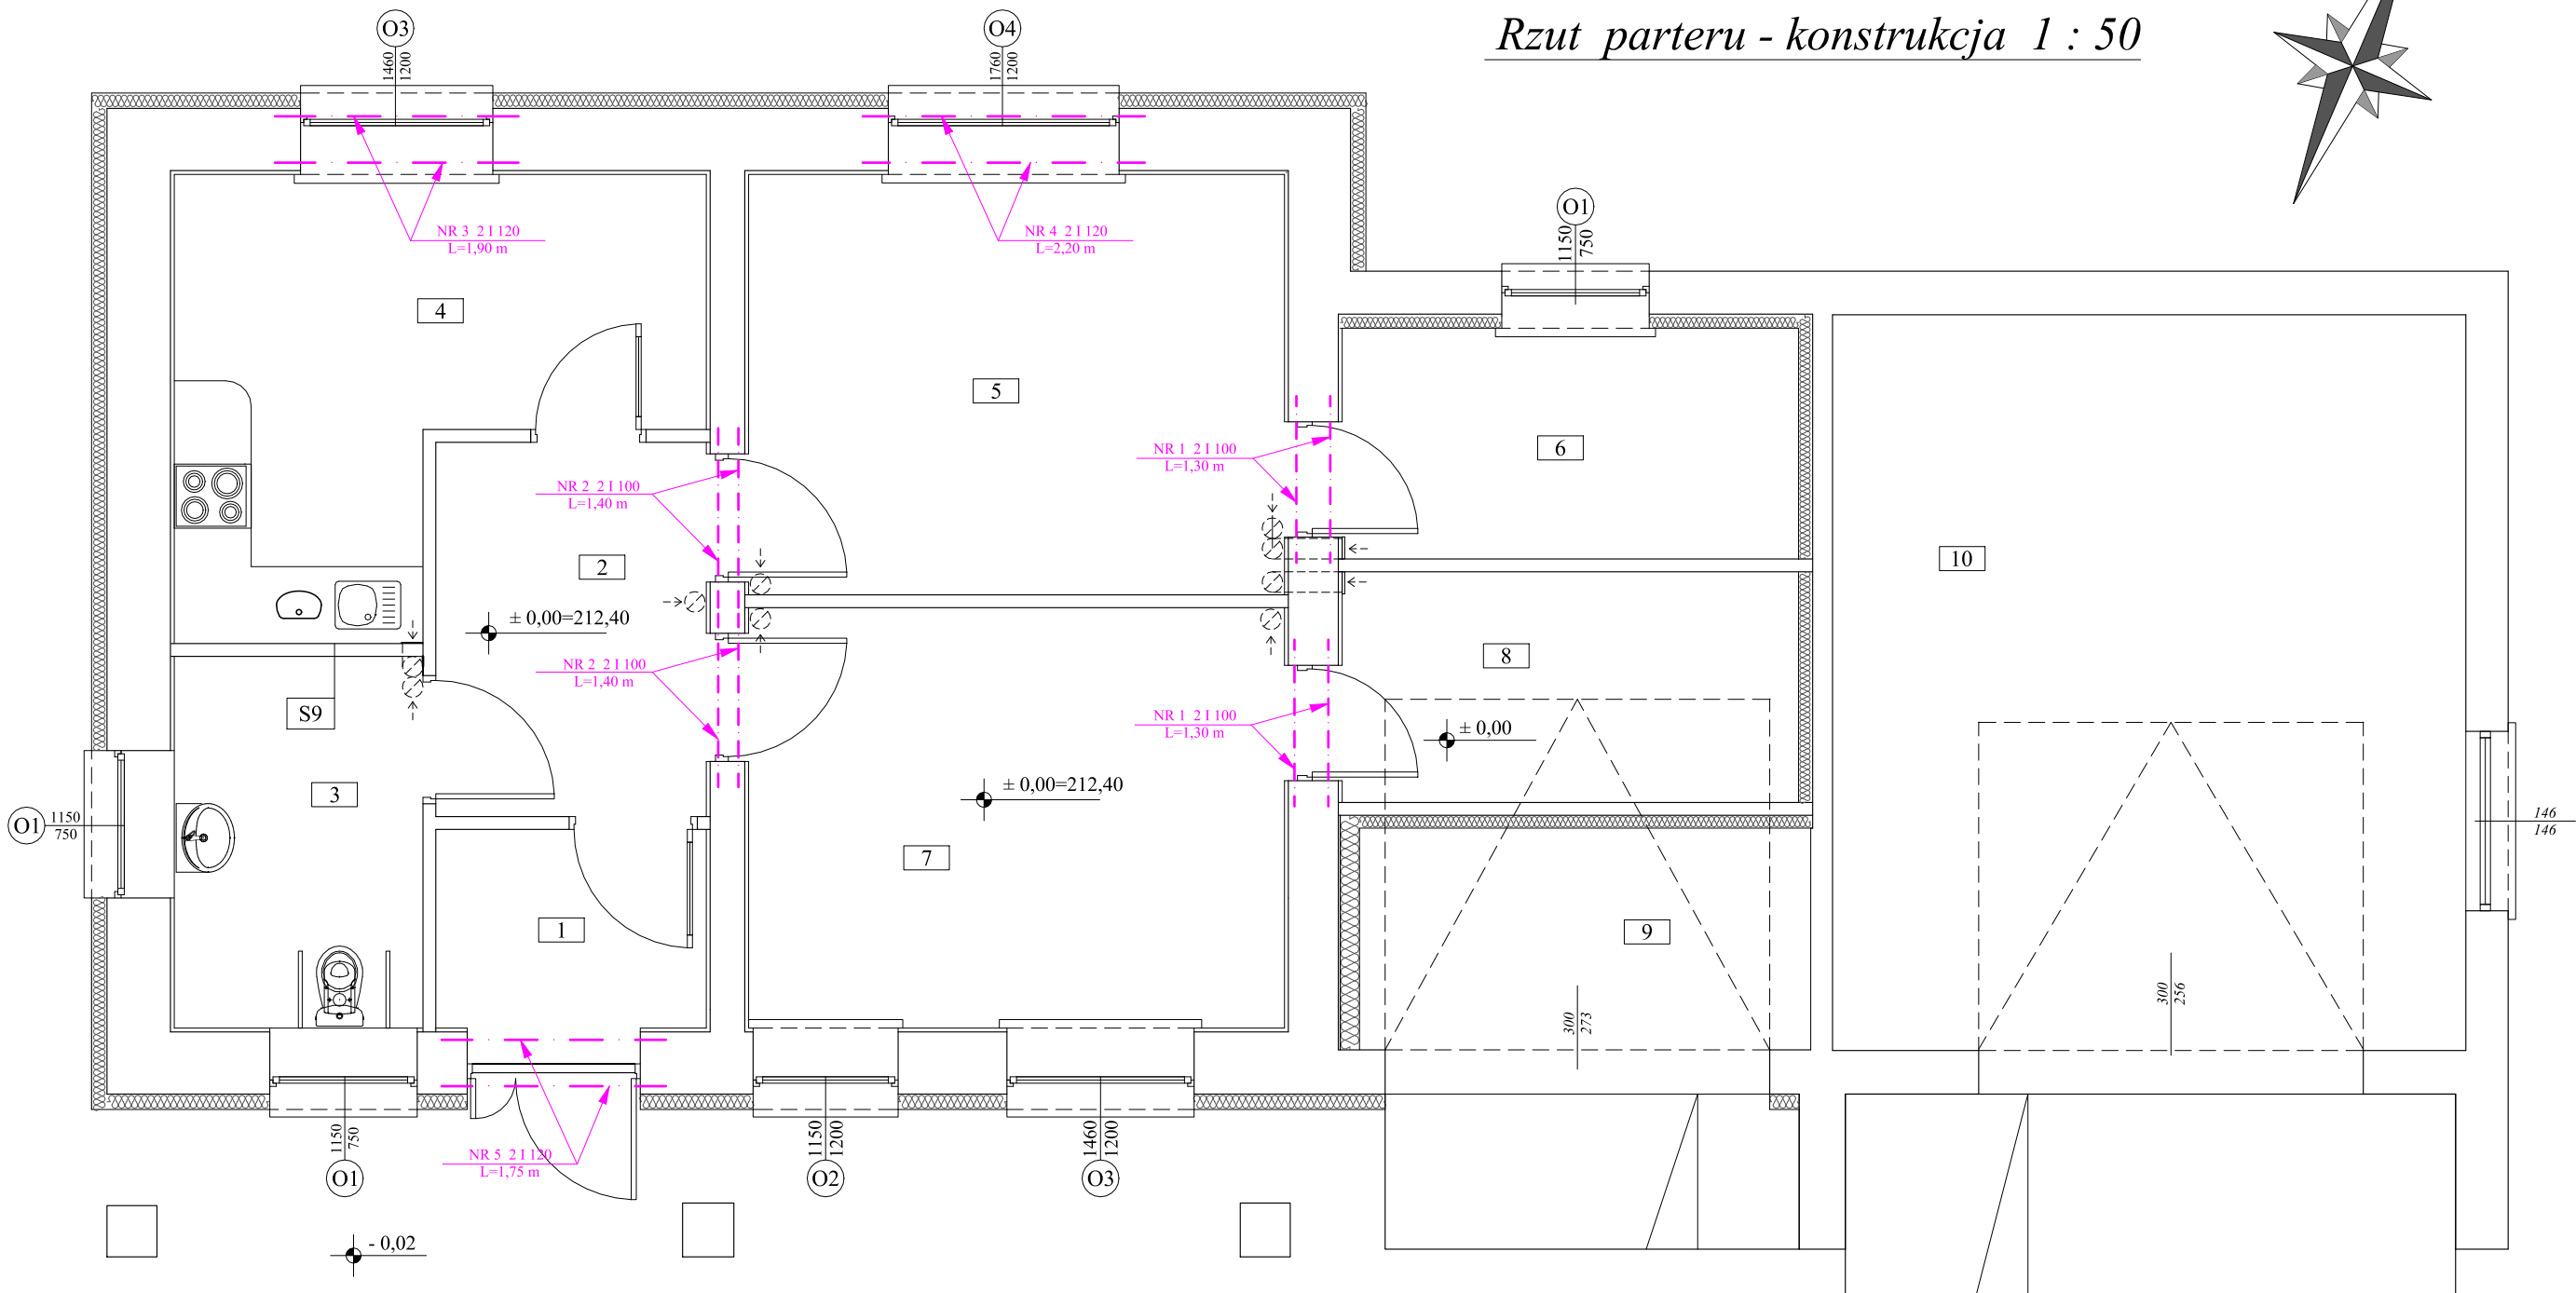 Rzut parteru - konstrukcja 1 : 50
O3
1460
1200
O4
1760
1200
O1
1150
750
NR 3 2 I 120
L=1,90 m
NR 4 2 I 120
L=2,20 m
4
5
6
NR 1 2 I 100
L=1,30 m
NR 2 2 I 100
L=1,40 m
10
2
± 0,00=212,40
8
NR 2 2 I 100
L=1,40 m
S9
NR 1 2 I 100
L=1,30 m
± 0,00
± 0,00=212,40
3
O1
1150
750
146
146
7
1
9
300
273
300
256
1150
750
O1
NR 5 2 I 120
L=1,75 m
1150
1200
O2
1460
1200
O3
- 0,02